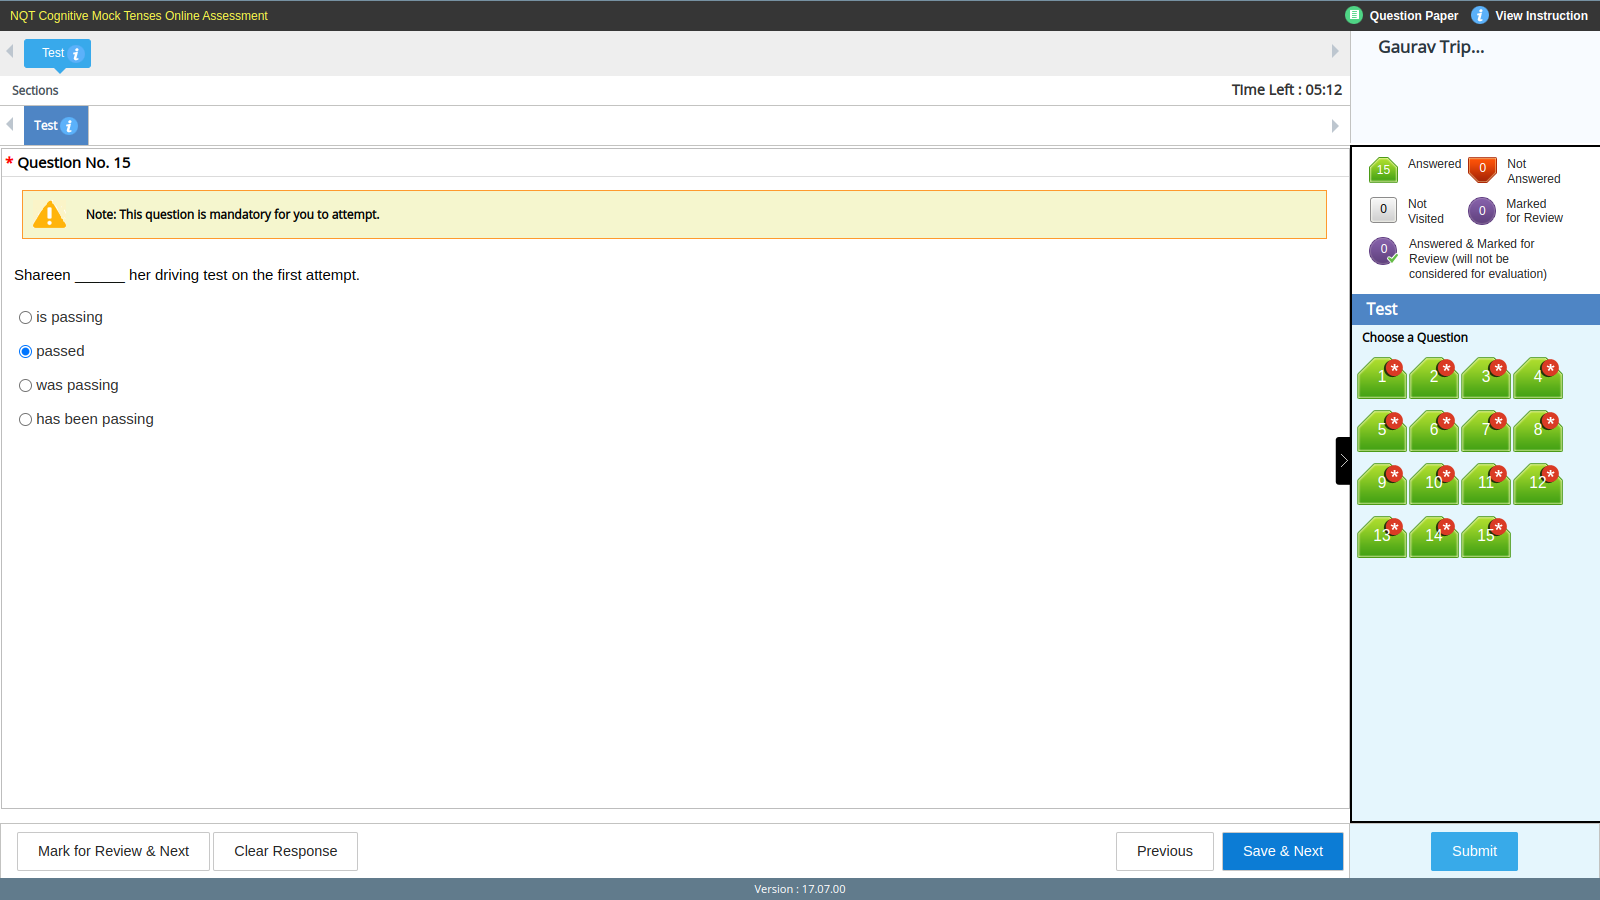 NQT Cognitive Mock Tenses Online Assessment
Question Paper
i View Instruction
Test i
Gaurav Trip...
Sections
Time Left : 05:12
Test i
* Question No. 15
Note: This question is mandatory for you to attempt.
Shareen ______ her driving test on the first attempt.
is passing
passed
was passing
has been passing
15 Answered
0 Not
Answered
0 Not
Visited
0 Marked
for Review
0 Answered & Marked for
Review (will not be
considered for evaluation)
Test
Choose a Question
1* 2* 3* 4*
5* 6* 7* 8*
9* 10* 11* 12*
13* 14* 15*
Mark for Review & Next
Clear Response
Previous
Save & Next
Submit
Version : 17.07.00